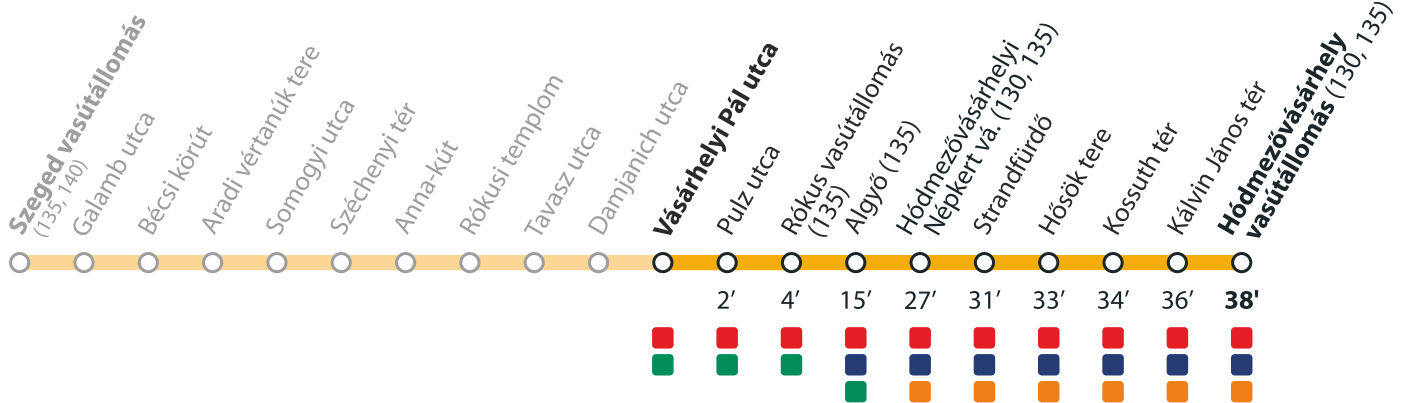 Szeged vasútállomás
(135, 140)
Galamb utca
Bécsi körút
Aradi vértanúk tere
Somogyi utca
Széchenyi tér
Anna-kút
Rókusi templom
Tavasz utca
Damjanich utca
Vásárhelyi Pál utca
Pulz utca
Rókus vasútállomás
(135)
Algyő (135)
Hódmezővásárhelyi
Népkert vá. (130, 135)
Strandfürdő
Hősök tere
Kossuth tér
Kálvin János tér
Hódmezővásárhely
vasútállomás (130, 135)
2’ 4’ 15’ 27’ 31’ 33’ 34’ 36’ 38'